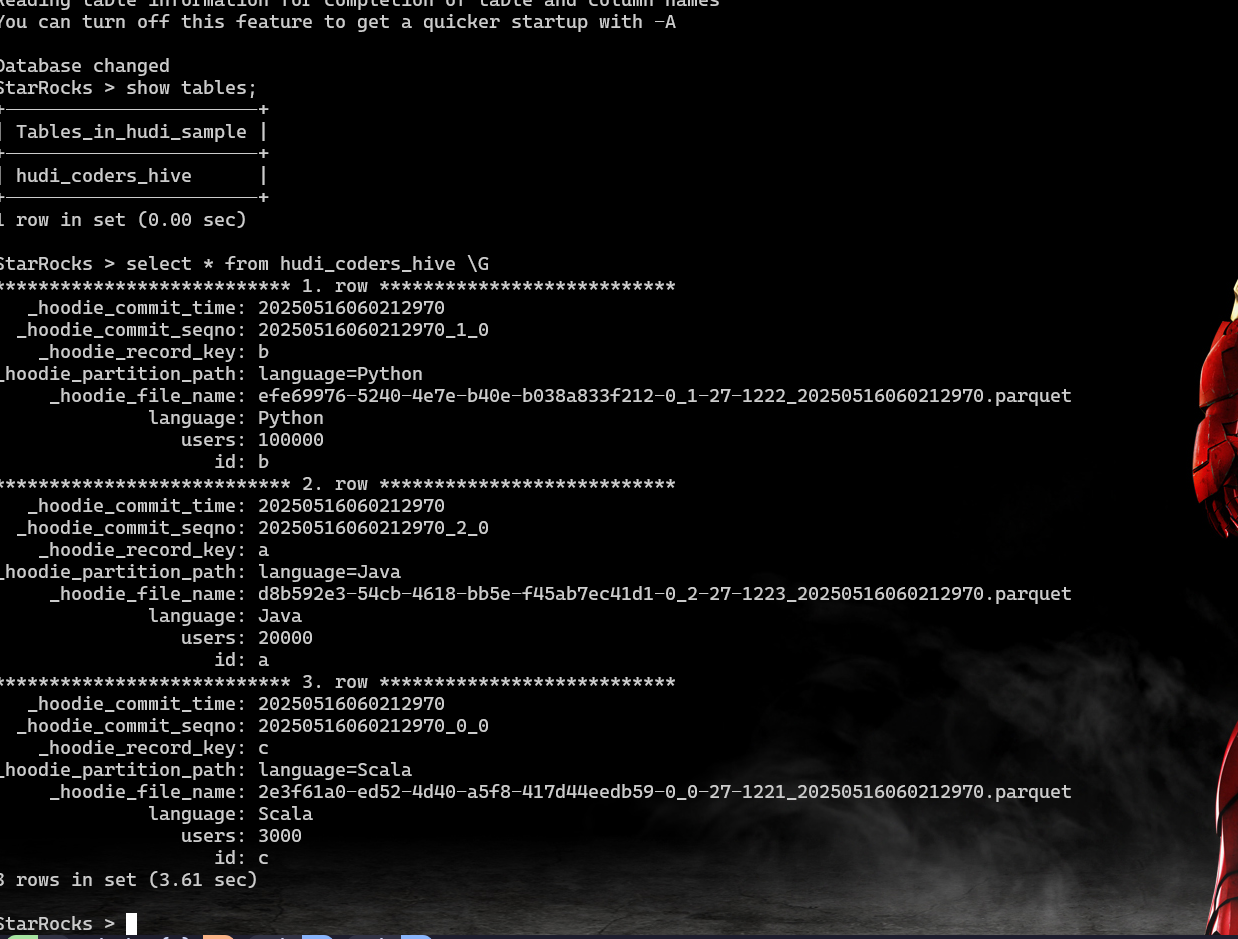 Reading table information for completion of table and column names
You can turn off this feature to get a quicker startup with -A
Database changed
StarRocks > show tables;
+-----------------------+
| Tables_in_hudi_sample |
+-----------------------+
| hudi_coders_hive      |
+-----------------------+
1 row in set (0.00 sec)
StarRocks > select * from hudi_coders_hive \G
*************************** 1. row ***************************
   _hoodie_commit_time: 20250516060212970
  _hoodie_commit_seqno: 20250516060212970_1_0
    _hoodie_record_key: b
_hoodie_partition_path: language=Python
     _hoodie_file_name: efe69976-5240-4e7e-b40e-b038a833f212-0_1-27-1222_20250516060212970.parquet
              language: Python
                 users: 100000
                    id: b
*************************** 2. row ***************************
   _hoodie_commit_time: 20250516060212970
  _hoodie_commit_seqno: 20250516060212970_2_0
    _hoodie_record_key: a
_hoodie_partition_path: language=Java
     _hoodie_file_name: d8b592e3-54cb-4618-bb5e-f45ab7ec41d1-0_2-27-1223_20250516060212970.parquet
              language: Java
                 users: 20000
                    id: a
*************************** 3. row ***************************
   _hoodie_commit_time: 20250516060212970
  _hoodie_commit_seqno: 20250516060212970_0_0
    _hoodie_record_key: c
_hoodie_partition_path: language=Scala
     _hoodie_file_name: 2e3f61a0-ed52-4d40-a5f8-417d44eedb59-0_0-27-1221_20250516060212970.parquet
              language: Scala
                 users: 3000
                    id: c
3 rows in set (3.61 sec)
StarRocks >